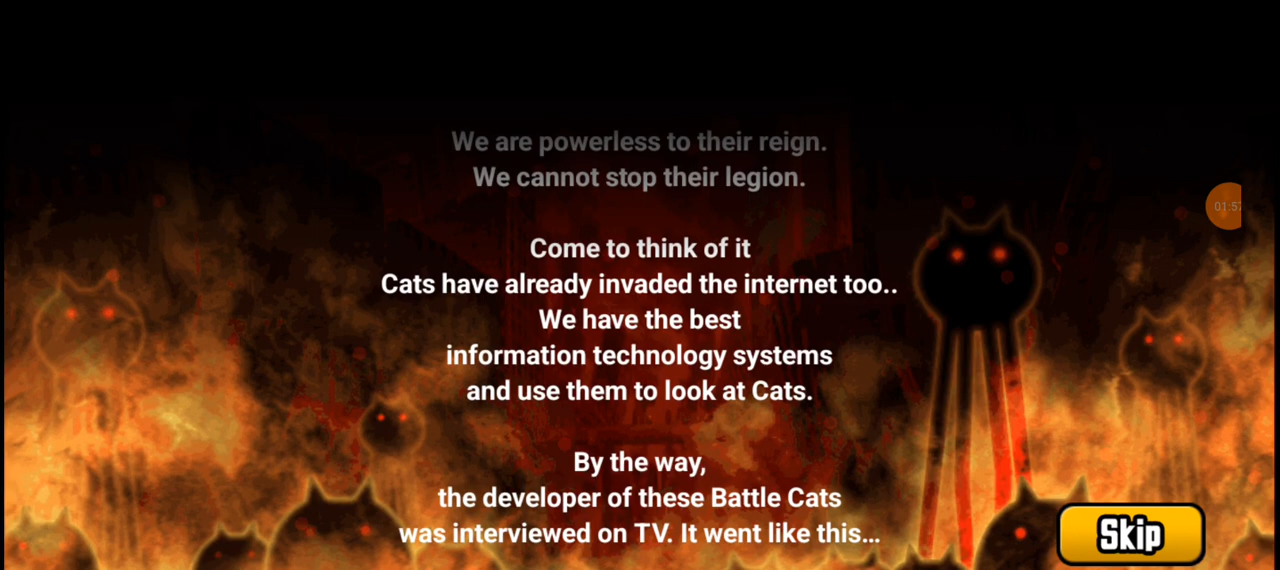 We are powerless to their reign.
We cannot stop their legion.
Come to think of it
Cats have already invaded the internet too..
We have the best
information technology systems
and use them to look at Cats.
By the way,
the developer of these Battle Cats
was interviewed on TV. It went like this...
01:57
Skip